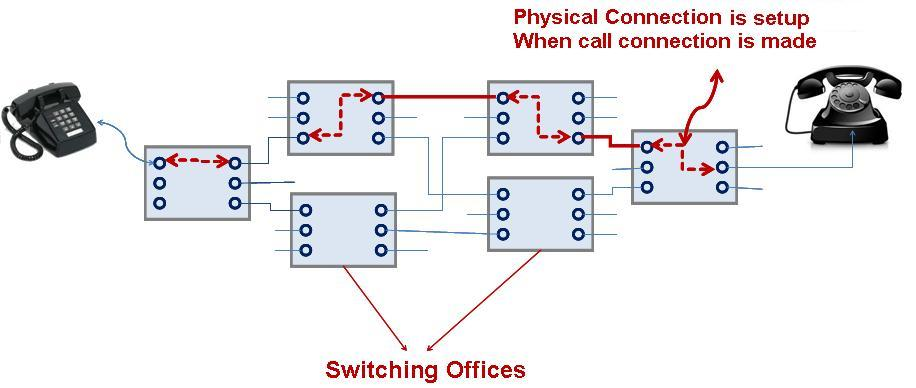 Physical Connection is setup
When call connection is made
Switching Offices